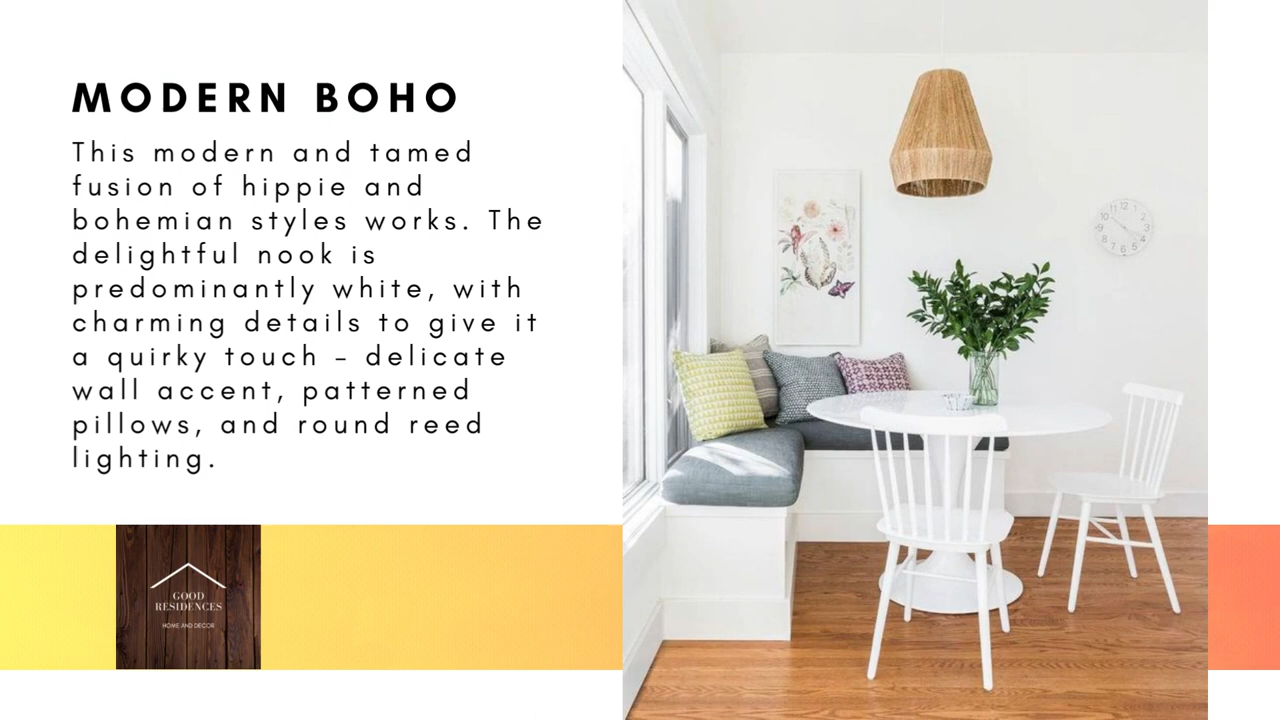 MODERN BOHO
This modern and tamed
fusion of hippie and
bohemian styles works. The
delightful nook is
predominantly white, with
charming details to give it
a quirky touch – delicate
wall accent, patterned
pillows, and round reed
lighting.
GOOD
RESIDENCES
HOME AND DECOR